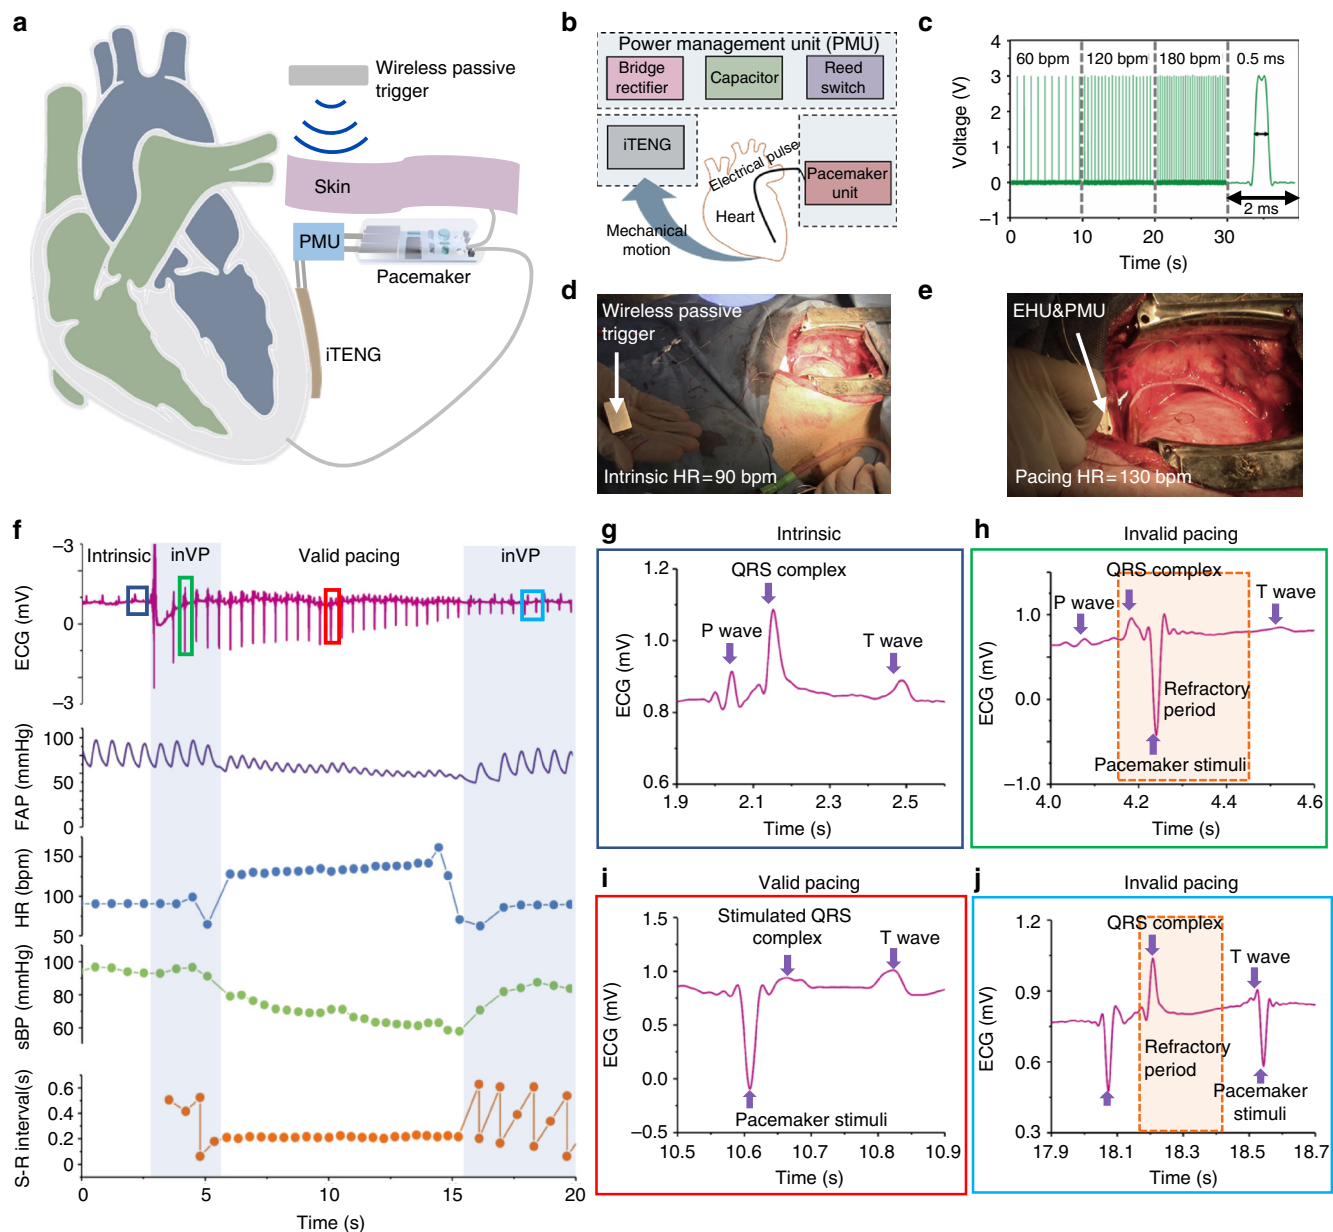 a
Wireless passive
trigger
Skin
PMU
Pacemaker
iTENG
b
Power management unit (PMU)
Bridge
rectifier
Capacitor
Reed
switch
iTENG
Electrical pulse
Pacemaker
unit
Heart
Mechanical
motion
c
Voltage (V)
4
3
2
1
0
−1
60 bpm
120 bpm
180 bpm
0.5 ms
2 ms
0
10
20
30
Time (s)
d
Wireless passive
trigger
Intrinsic HR = 90 bpm
e
EHU&PMU
Pacing HR = 130 bpm
f
Intrinsic
inVP
Valid pacing
inVP
ECG (mV)
−3
0
−3
FAP (mmHg)
100
50
0
HR (bpm)
150
100
50
sBP (mmHg)
100
80
60
S-R interval(s)
0.6
0.4
0.2
0
0
5
10
15
20
Time (s)
g
Intrinsic
QRS complex
P wave
T wave
ECG (mV)
1.2
1.0
0.8
0.6
1.9
2.1
2.3
2.5
Time (s)
h
Invalid pacing
QRS complex
P wave
T wave
Refractory
period
Pacemaker stimuli
ECG (mV)
1.0
0.0
−1.0
4.0
4.2
4.4
4.6
Time (s)
i
Valid pacing
Stimulated QRS
complex
T wave
Pacemaker stimuli
ECG (mV)
1.5
1.0
0.5
0.0
−0.5
10.5
10.6
10.7
10.8
10.9
Time (s)
j
Invalid pacing
QRS complex
T wave
Refractory
period
Pacemaker
stimuli
ECG (mV)
1.2
0.9
0.6
0.3
17.9
18.1
18.3
18.5
18.7
Time (s)